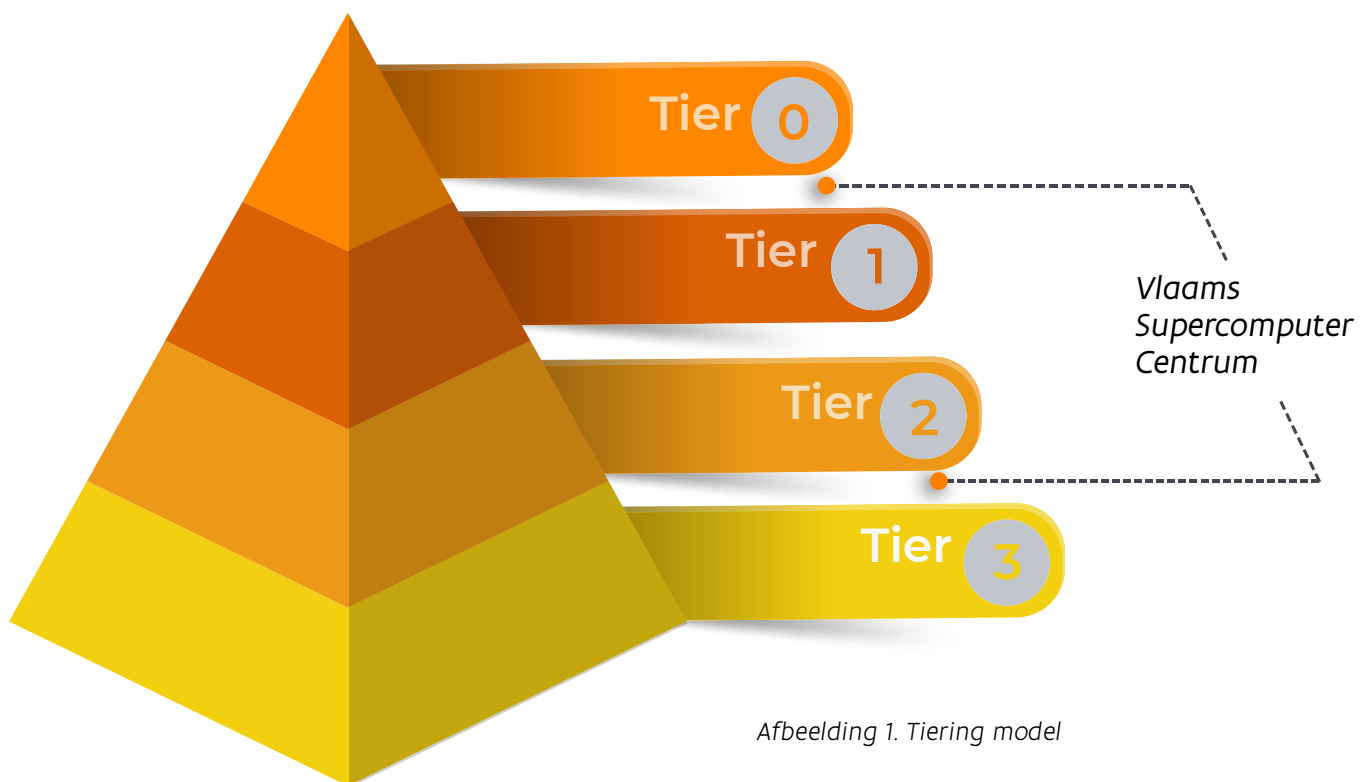 Tier 0
Tier 1
Vlaams
Supercomputer
Centrum
Tier 2
Tier 3
Afbeelding 1. Tiering model